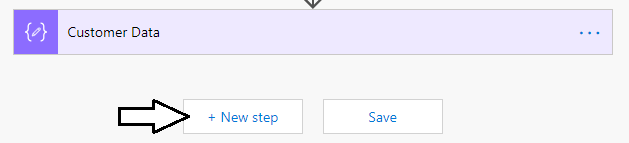 Customer Data
+ New step
Save